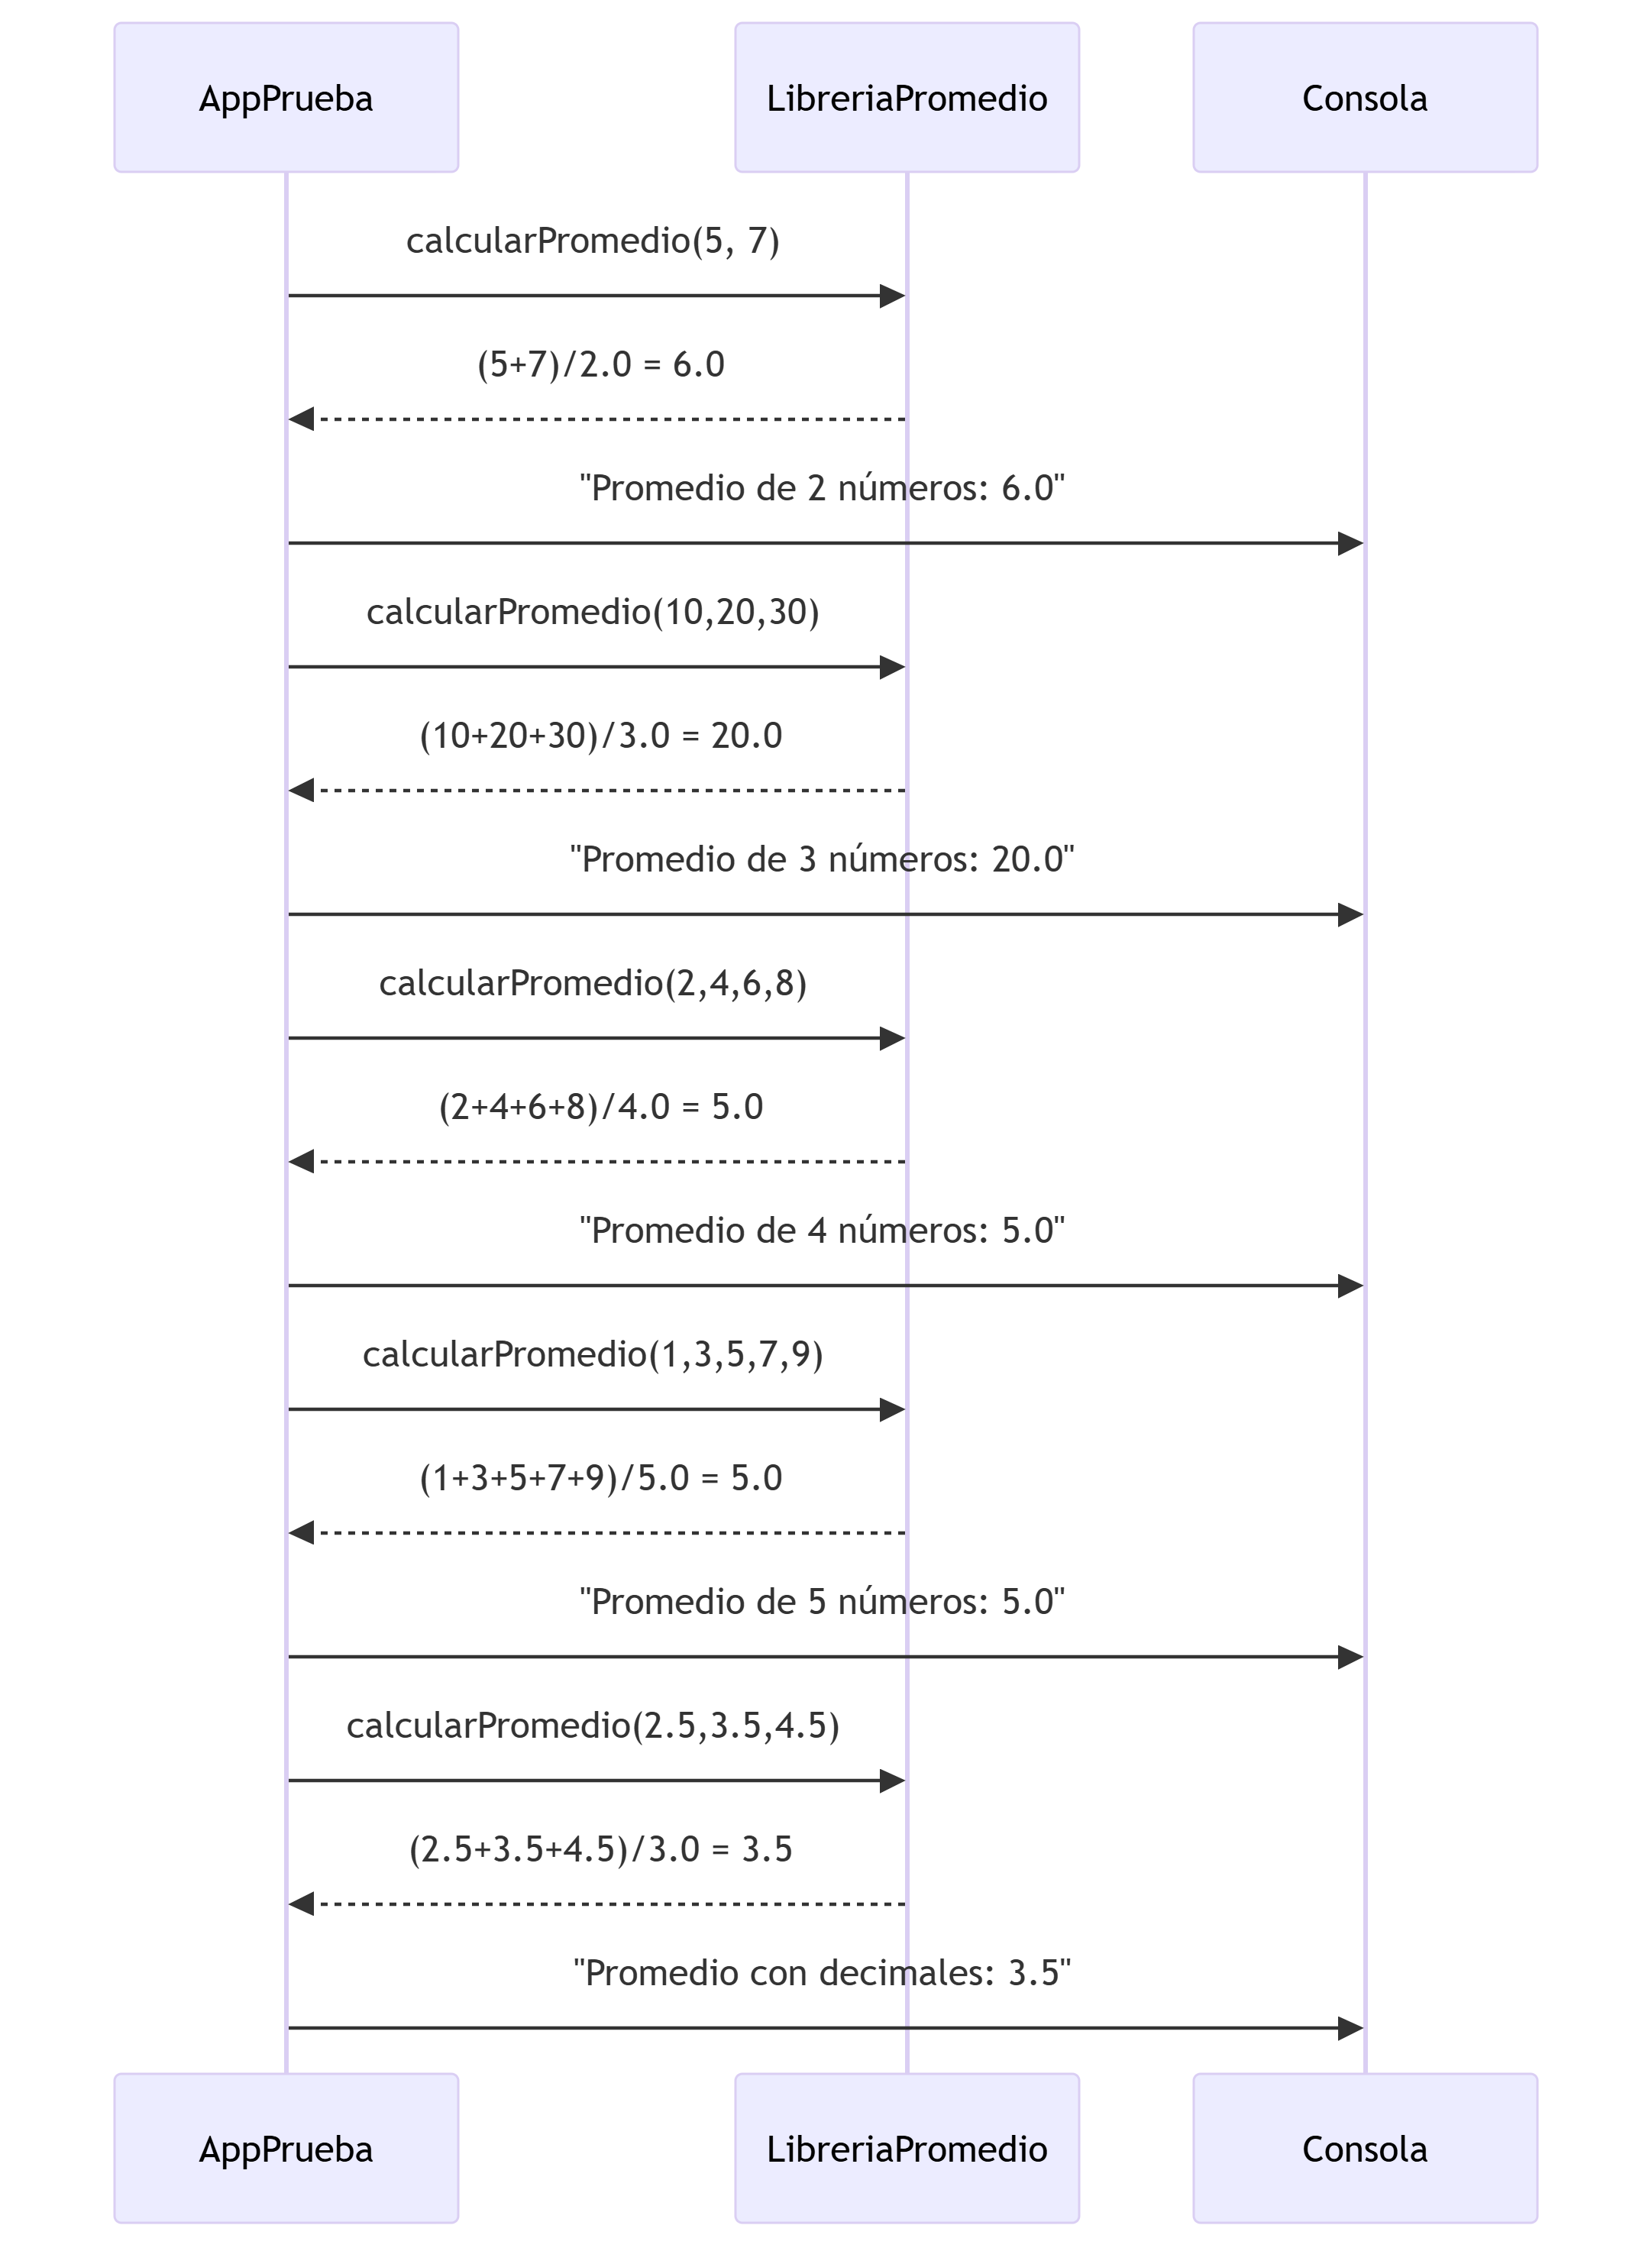 AppPrueba
LibreriaPromedio
Consola
calcularPromedio(5, 7)
(5+7)/2.0 = 6.0
"Promedio de 2 números: 6.0"
calcularPromedio(10,20,30)
(10+20+30)/3.0 = 20.0
"Promedio de 3 números: 20.0"
calcularPromedio(2,4,6,8)
(2+4+6+8)/4.0 = 5.0
"Promedio de 4 números: 5.0"
calcularPromedio(1,3,5,7,9)
(1+3+5+7+9)/5.0 = 5.0
"Promedio de 5 números: 5.0"
calcularPromedio(2.5,3.5,4.5)
(2.5+3.5+4.5)/3.0 = 3.5
"Promedio con decimales: 3.5"
AppPrueba
LibreriaPromedio
Consola